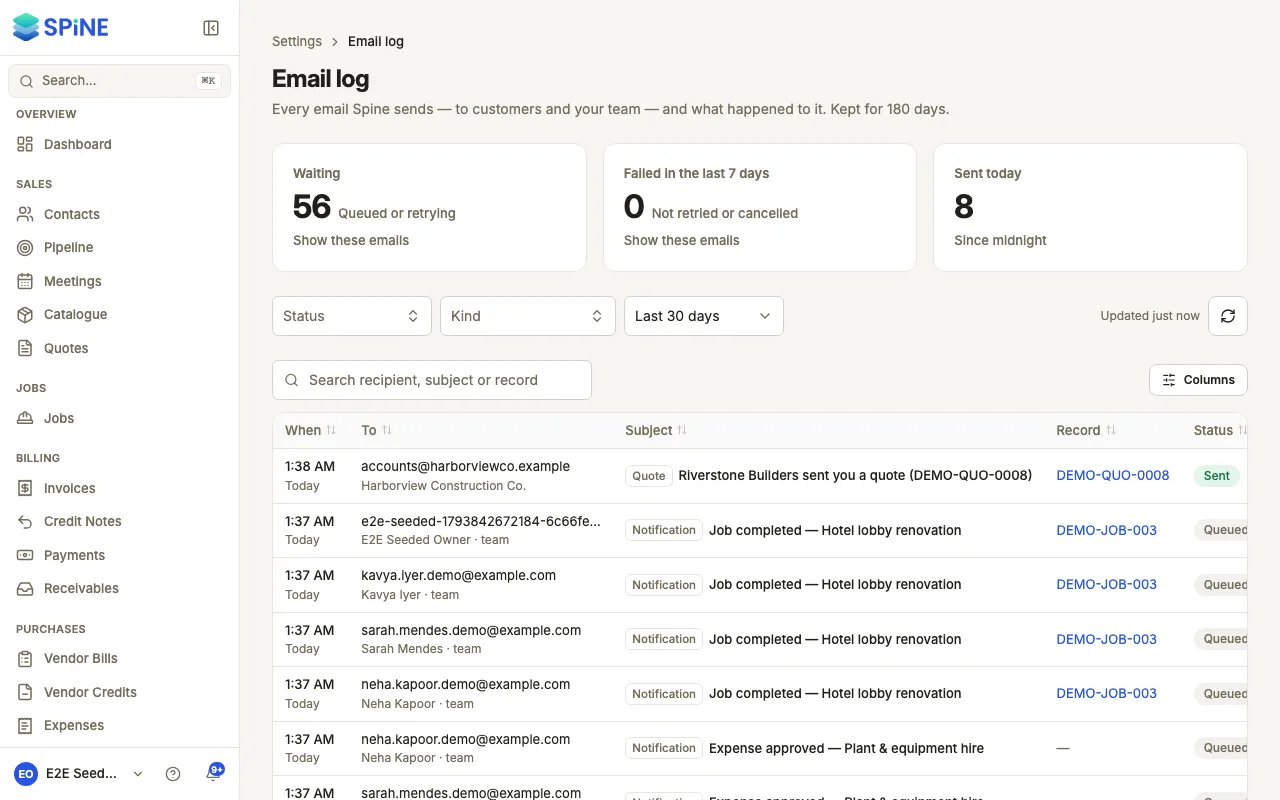 SPiNE
Search...
⌘K
OVERVIEW
Dashboard
SALES
Contacts
Pipeline
Meetings
Catalogue
Quotes
JOBS
Jobs
BILLING
Invoices
Credit Notes
Payments
Receivables
PURCHASES
Vendor Bills
Vendor Credits
Expenses
EO E2E Seed... 9+
Settings > Email log
Email log
Every email Spine sends — to customers and your team — and what happened to it. Kept for 180 days.
Waiting
56 Queued or retrying
Show these emails
Failed in the last 7 days
0 Not retried or cancelled
Show these emails
Sent today
8
Since midnight
Status
Kind
Last 30 days
Updated just now
Search recipient, subject or record
Columns
When To Subject Record Status
1:38 AM accounts@harborviewco.example Quote Riverstone Builders sent you a quote (DEMO-QUO-0008) DEMO-QUO-0008 Sent
Today Harborview Construction Co.
1:37 AM e2e-seeded-1793842672184-6c66fe... Notification Job completed — Hotel lobby renovation DEMO-JOB-003 Queued
Today E2E Seeded Owner · team
1:37 AM kavya.iyer.demo@example.com Notification Job completed — Hotel lobby renovation DEMO-JOB-003 Queued
Today Kavya Iyer · team
1:37 AM sarah.mendes.demo@example.com Notification Job completed — Hotel lobby renovation DEMO-JOB-003 Queued
Today Sarah Mendes · team
1:37 AM neha.kapoor.demo@example.com Notification Job completed — Hotel lobby renovation DEMO-JOB-003 Queued
Today Neha Kapoor · team
1:37 AM neha.kapoor.demo@example.com Notification Expense approved — Plant & equipment hire — Queued
Today Neha Kapoor · team
1:37 AM sarah.mendes.demo@example.com Notification Expense approved — Plant & equipment hire